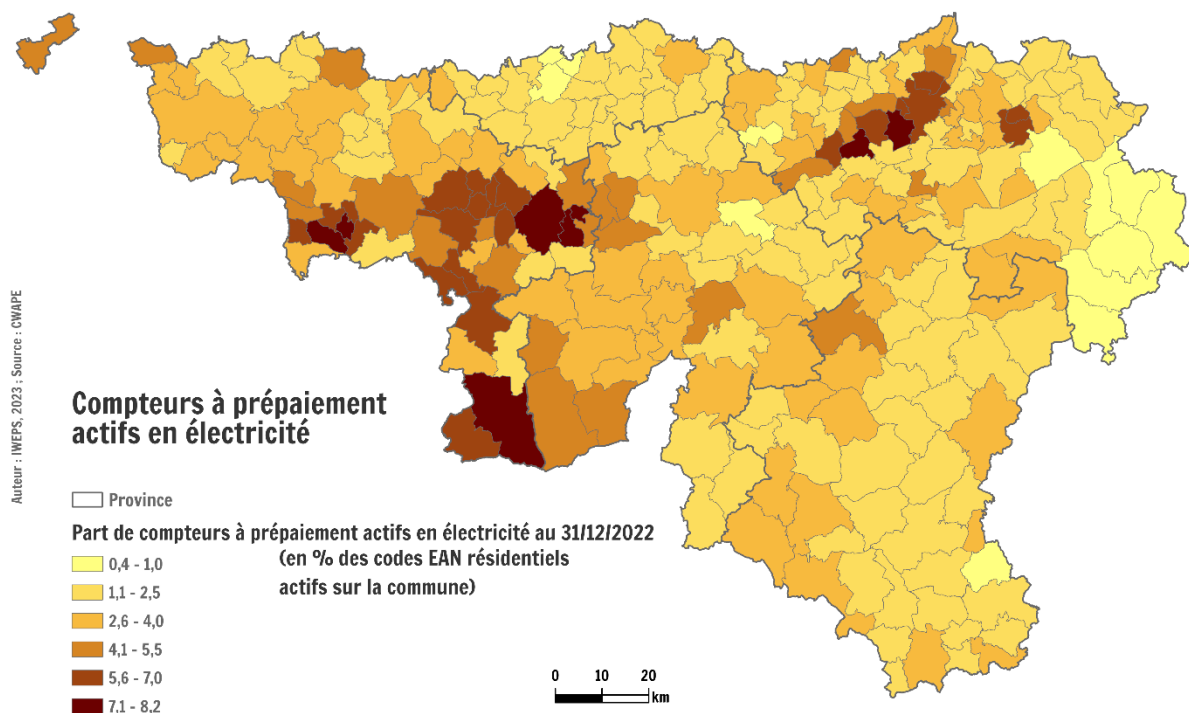 Auteur : IWEPS, 2023 ; Source : CWAPE
Compteurs à prépaiement
actifs en électricité
Province
Part de compteurs à prépaiement actifs en électricité au 31/12/2022
(en % des codes EAN résidentiels
actifs sur la commune)
0,4 - 1,0
1,1 - 2,5
2,6 - 4,0
4,1 - 5,5
5,6 - 7,0
7,1 - 8,2
0 10 20
km